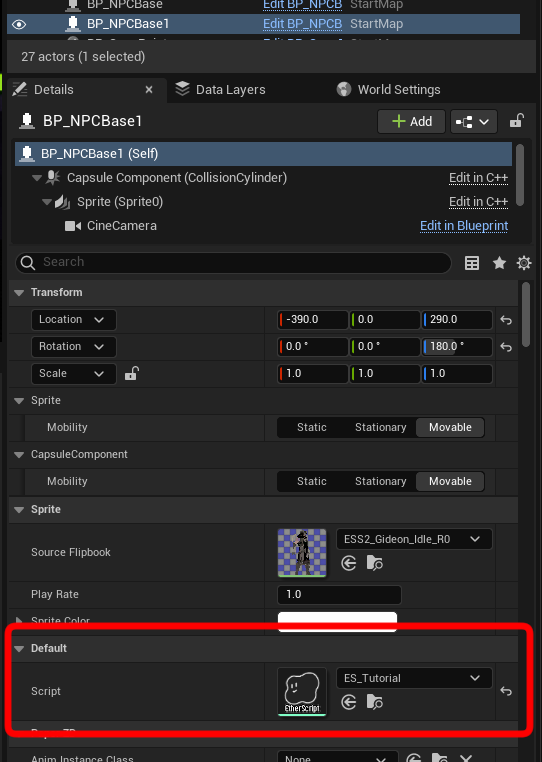 BP_NPCBase Edit BP_NPCB StartMap
BP_NPCBase1 Edit BP_NPCB StartMap
27 actors (1 selected)
Details × Data Layers World Settings
BP_NPCBase1 + Add
BP_NPCBase1 (Self)
Capsule Component (CollisionCylinder) Edit in C++
Sprite (Sprite0) Edit in C++
CineCamera Edit in Blueprint
Search
Transform
Location -390.0 0.0 290.0
Rotation 0.0 ° 0.0 ° 180.0 °
Scale 1.0 1.0 1.0
Sprite
Mobility Static Stationary Movable
CapsuleComponent
Mobility Static Stationary Movable
Sprite
Source Flipbook ESS2_Gideon_Idle_R0
Play Rate 1.0
Sprite Color
Default
Script EtherScript ES_Tutorial
Anim Instance Class None